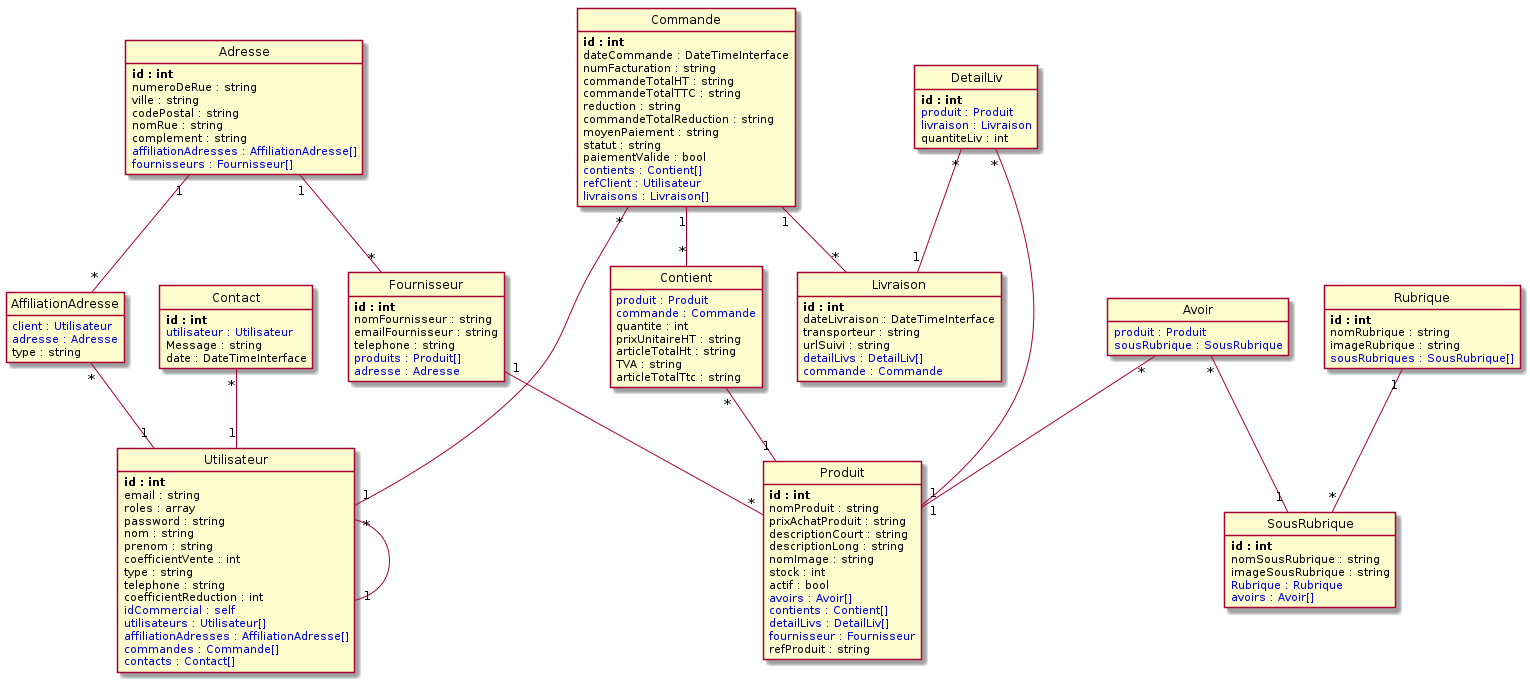 Commande
id : int
dateCommande : DateTimeInterface
numFacturation : string
commandeTotalHT : string
commandeTotalTTC : string
reduction : string
commandeTotalReduction : string
moyenPaiement : string
statut : string
paiementValide : bool
contients : Contient[]
refClient : Utilisateur
livraisons : Livraison[]
Adresse
id : int
numeroDeRue : string
ville : string
codePostal : string
nomRue : string
complement : string
affiliationAdresses : AffiliationAdresse[]
fournisseurs : Fournisseur[]
DetailLiv
id : int
produit : Produit
livraison : Livraison
quantiteLiv : int
1
1
*
1
1
*
*
*
*
*
*
1
AffiliationAdresse
client : Utilisateur
adresse : Adresse
type : string
Contact
id : int
utilisateur : Utilisateur
Message : string
date : DateTimeInterface
Fournisseur
id : int
nomFournisseur : string
emailFournisseur : string
telephone : string
produits : Produit[]
adresse : Adresse
Contient
produit : Produit
commande : Commande
quantite : int
prixUnitaireHT : string
articleTotalHt : string
TVA : string
articleTotalTtc : string
Livraison
id : int
dateLivraison : DateTimeInterface
transporteur : string
urlSuivi : string
detailLivs : DetailLiv[]
commande : Commande
Avoir
produit : Produit
sousRubrique : SousRubrique
Rubrique
id : int
nomRubrique : string
imageRubrique : string
sousRubriques : SousRubrique[]
*
*
1
*
*
*
1
1
1
1
*
1
1
1
*
Utilisateur
id : int
email : string
roles : array
password : string
nom : string
prenom : string
coefficientVente : int
type : string
telephone : string
coefficientReduction : int
idCommercial : self
utilisateurs : Utilisateur[]
affiliationAdresses : AffiliationAdresse[]
commandes : Commande[]
contacts : Contact[]
1
*
1
Produit
id : int
nomProduit : string
prixAchatProduit : string
descriptionCourt : string
descriptionLong : string
nomImage : string
stock : int
actif : bool
avoirs : Avoir[]
contients : Contient[]
detailLivs : DetailLiv[]
fournisseur : Fournisseur
refProduit : string
SousRubrique
id : int
nomSousRubrique : string
imageSousRubrique : string
Rubrique : Rubrique
avoirs : Avoir[]